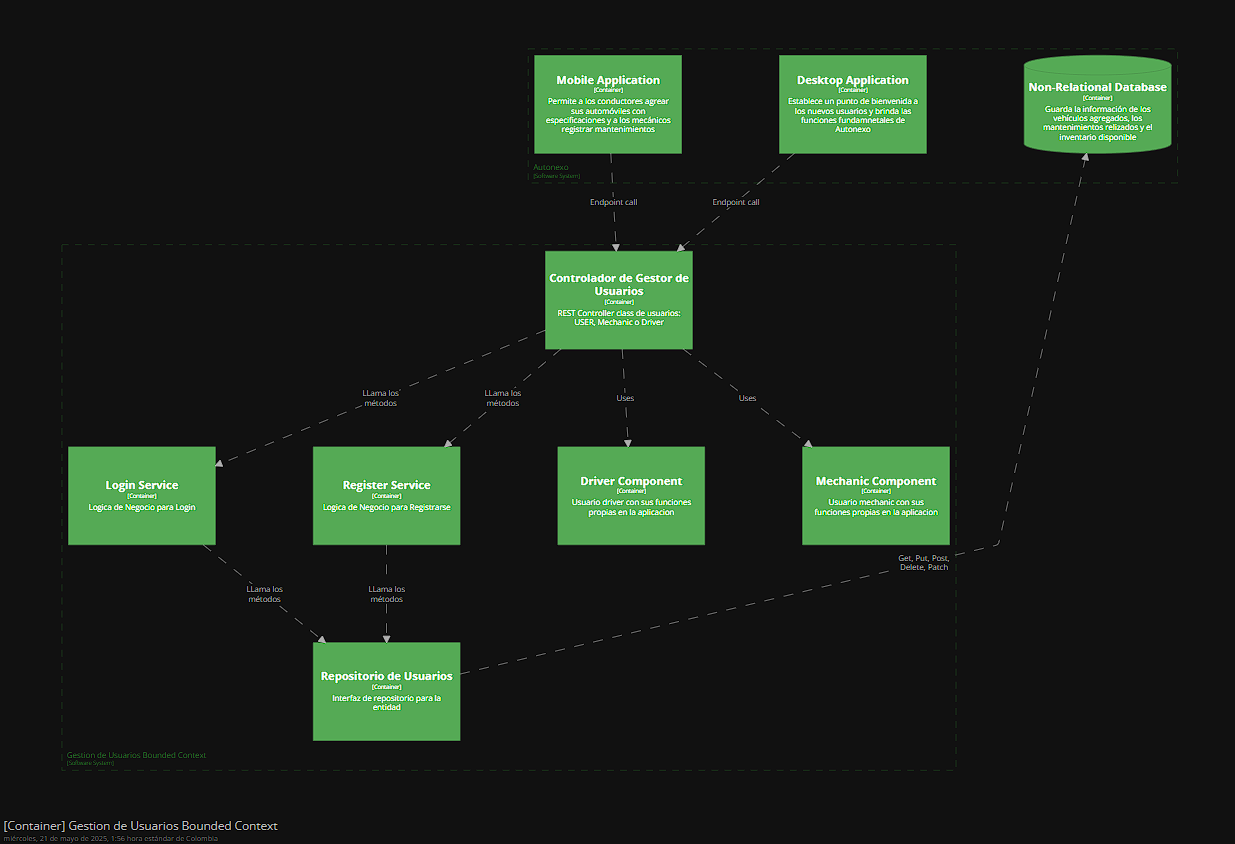 Mobile Application
[Container]
Permite a los conductores agrear
sus automóviles con
especificaciones y a los mecánicos
registrar mantenimientos
Desktop Application
[Container]
Establece un punto de bienvenida a
los nuevos usuarios y brinda las
funciones fundamnetales de
Autonexo
Non-Relational Database
[Container]
Guarda la información de los
vehículos agregados, los
mantenimientos relizados y el
inventario disponible
Autonexo
[Software System]
Endpoint call
Endpoint call
Controlador de Gestor de
Usuarios
[Container]
REST Controller class de usuarios:
USER, Mechanic o Driver
LLama los
métodos
LLama los
métodos
Uses
Uses
Login Service
[Container]
Logica de Negocio para Login
Register Service
[Container]
Logica de Negocio para Registrarse
Driver Component
[Container]
Usuario driver con sus funciones
propias en la aplicacion
Mechanic Component
[Container]
Usuario mechanic con sus
funciones propias en la aplicacion
Get, Put, Post,
Delete, Patch
LLama los
métodos
LLama los
métodos
Repositorio de Usuarios
[Container]
Interfaz de repositorio para la
entidad
Gestion de Usuarios Bounded Context
[Software System]
[Container] Gestion de Usuarios Bounded Context
miércoles, 21 de mayo de 2025, 1:56 hora estándar de Colombia